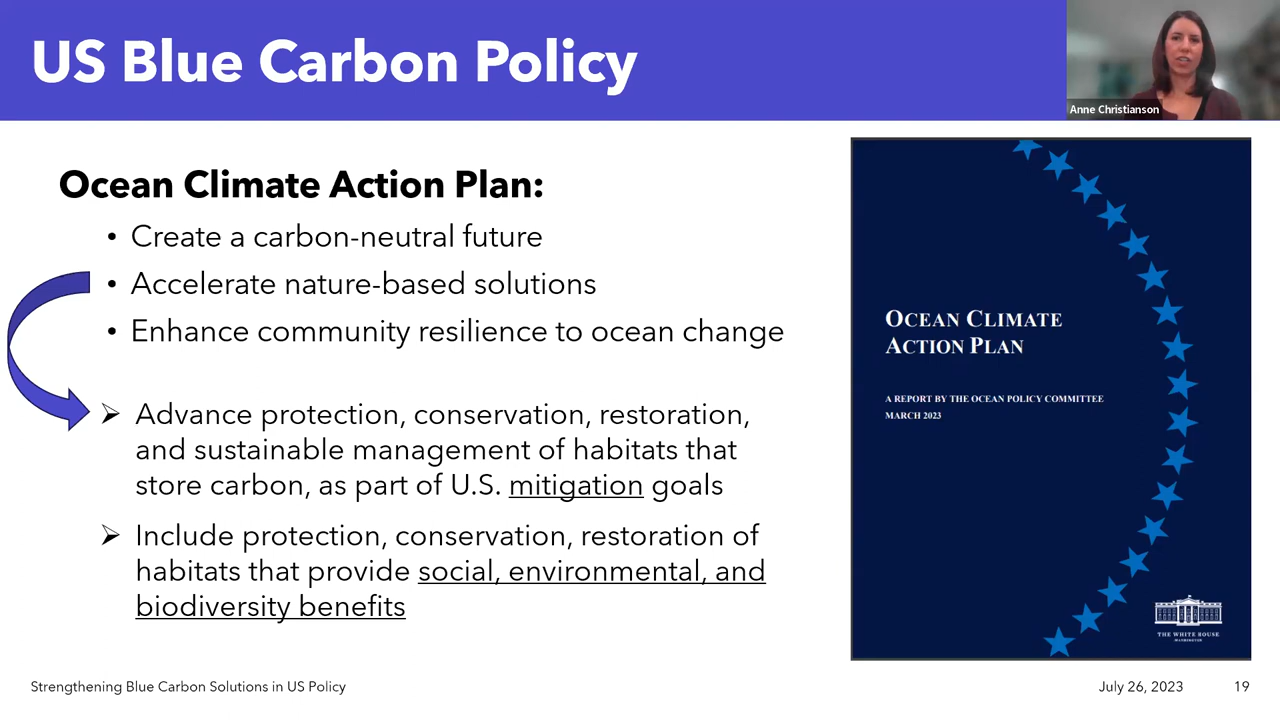 US Blue Carbon Policy
Anne Christianson
Ocean Climate Action Plan:
• Create a carbon-neutral future
• Accelerate nature-based solutions
• Enhance community resilience to ocean change
➢ Advance protection, conservation, restoration,
and sustainable management of habitats that
store carbon, as part of U.S. mitigation goals
➢ Include protection, conservation, restoration of
habitats that provide social, environmental, and
biodiversity benefits
OCEAN CLIMATE
ACTION PLAN
A REPORT BY THE OCEAN POLICY COMMITTEE
MARCH 2023
THE WHITE HOUSE
WASHINGTON
Strengthening Blue Carbon Solutions in US Policy
July 26, 2023
19